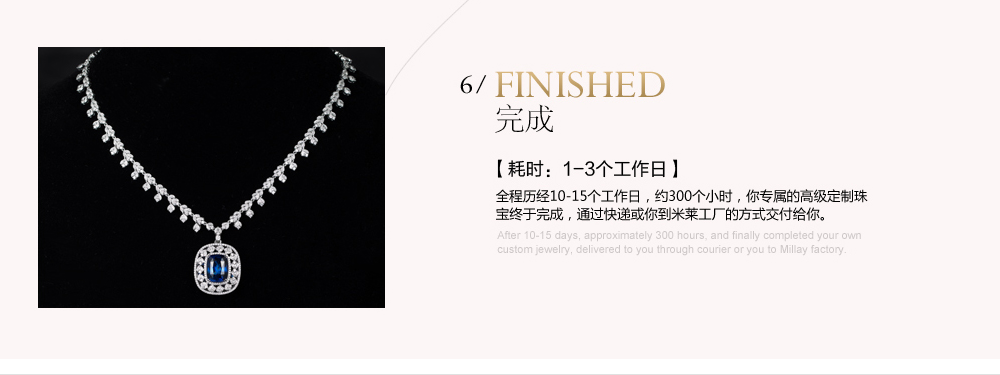 6/ FINISHED
完成
【 耗时：1-3个工作日 】
全程历经10-15个工作日，约300个小时，你专属的高级定制珠
宝终于完成，通过快递或你到米莱工厂的方式交付给你。
After 10-15 days, approximately 300 hours, and finally completed your own
custom jewelry, delivered to you through courier or you to Millay factory.